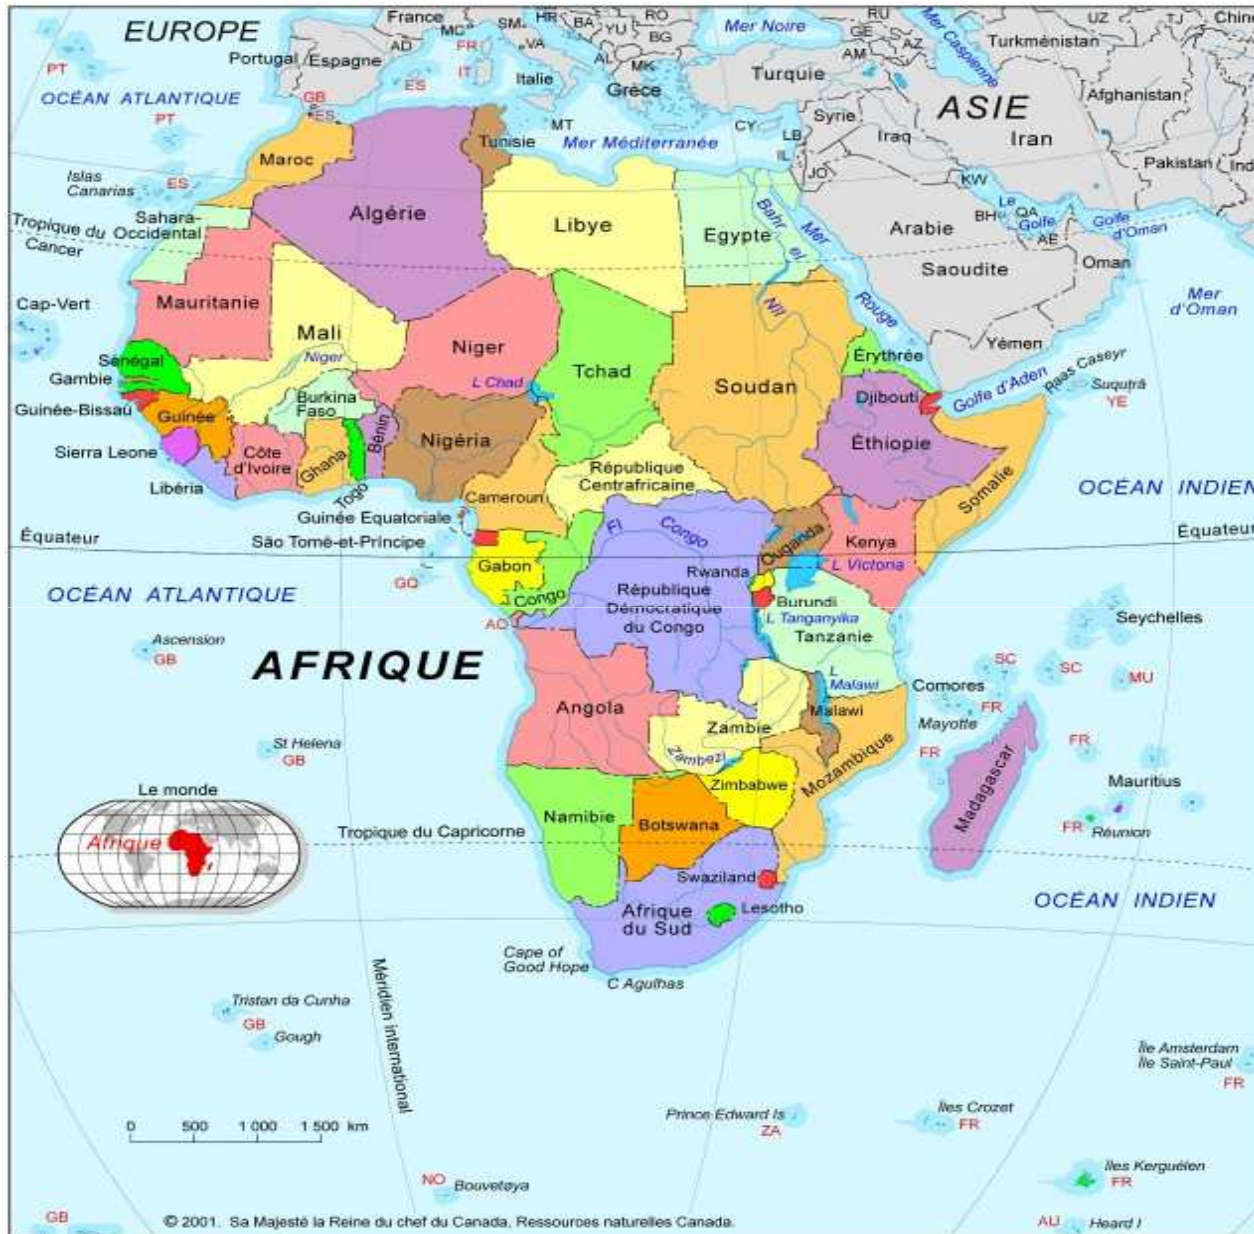 EUROPE
PT
OCÉAN ATLANTIQUE
PT
Portugal
Espagne
France
AD
MC
FR
IT
SM
VA
HR
BA
YU
RO
BG
AL
MK
Italie
Grèce
ES
GB
ES
MT
Mer Méditerranée
Mer Noire
Turquie
CY
LB
IL
JO
Syrie
Iraq
RU
GE
AM
AZ
Mer Caspienne
ASIE
Turkménistan
UZ
TJ
Chine
Afghanistan
Iran
Pakistan
KW
BH
QA
AE
Le
Golfe
Golfe
d'Oman
Oman
Arabie
Saoudite
Yémen
Mer
d'Oman
Mer
Rouge
Bahr el
Nil
Golfe d'Aden
Raas Caseyr
Suquṭrá
YE
Islas
Canarias
ES
Maroc
Algérie
Tunisie
Libye
Egypte
Sahara-
Occidental
Tropique du
Cancer
Cap-Vert
Mauritanie
Mali
Niger
Niger
L Chad
Tchad
Soudan
Érythrée
Djibouti
Éthiopie
Somalie
Sénégal
Gambie
Guinée-Bissau
Guinée
Sierra Leone
Libéria
Côte
d'Ivoire
Burkina
Faso
Ghana
Togo
Bénin
Nigéria
Cameroun
République
Centrafricaine
Guinée Equatoriale
São Tomé-et-Príncipe
GQ
Équateur
Équateur
OCÉAN INDIEN
Gabon
Congo
Fl
Congo
République
Démocratique
du Congo
Ouganda
Kenya
L Victoria
Rwanda
Burundi
L Tanganyika
Tanzanie
L
Malawi
AO
OCÉAN ATLANTIQUE
Ascension
GB
AFRIQUE
St Helena
GB
Angola
Zambie
Zambezi
Malawi
Mozambique
Zimbabwe
Namibie
Botswana
Swaziland
Lesotho
Afrique
du Sud
Cape of
Good Hope
C Agulhas
Seychelles
SC
SC
MU
Comores
FR
Mayotte
FR
FR
Madagascar
Mauritius
FR
Réunion
Le monde
Afrique
Tropique du Capricorne
OCÉAN INDIEN
Méridien international
Tristan da Cunha
GB
Gough
0 500 1 000 1 500 km
NO
Bouvetøya
Prince Edward Is
ZA
Îles Crozet
FR
Île Amsterdam
Île Saint-Paul
FR
Îles Kerguélen
FR
AU
Heard I
GB
© 2001. Sa Majesté la Reine du chef du Canada, Ressources naturelles Canada.